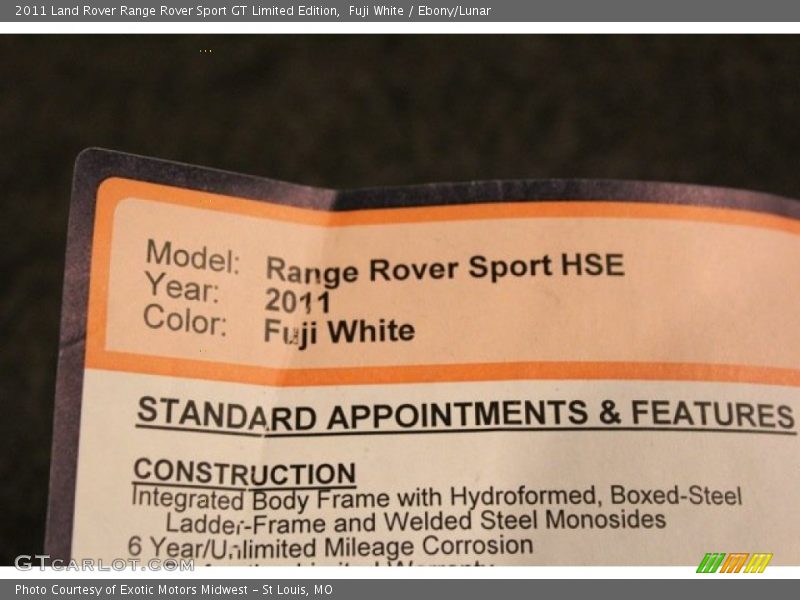 2011 Land Rover Range Rover Sport GT Limited Edition,  Fuji White / Ebony/Lunar
Model: Range Rover Sport HSE
Year: 2011
Color: Fuji White
STANDARD APPOINTMENTS & FEATURES
CONSTRUCTION
Integrated Body Frame with Hydroformed, Boxed-Steel
Ladder-Frame and Welded Steel Monosides
6 Year/Unlimited Mileage Corrosion
Limited Warranty
GTCARLOT.COM
Photo Courtesy of Exotic Motors Midwest – St Louis, MO